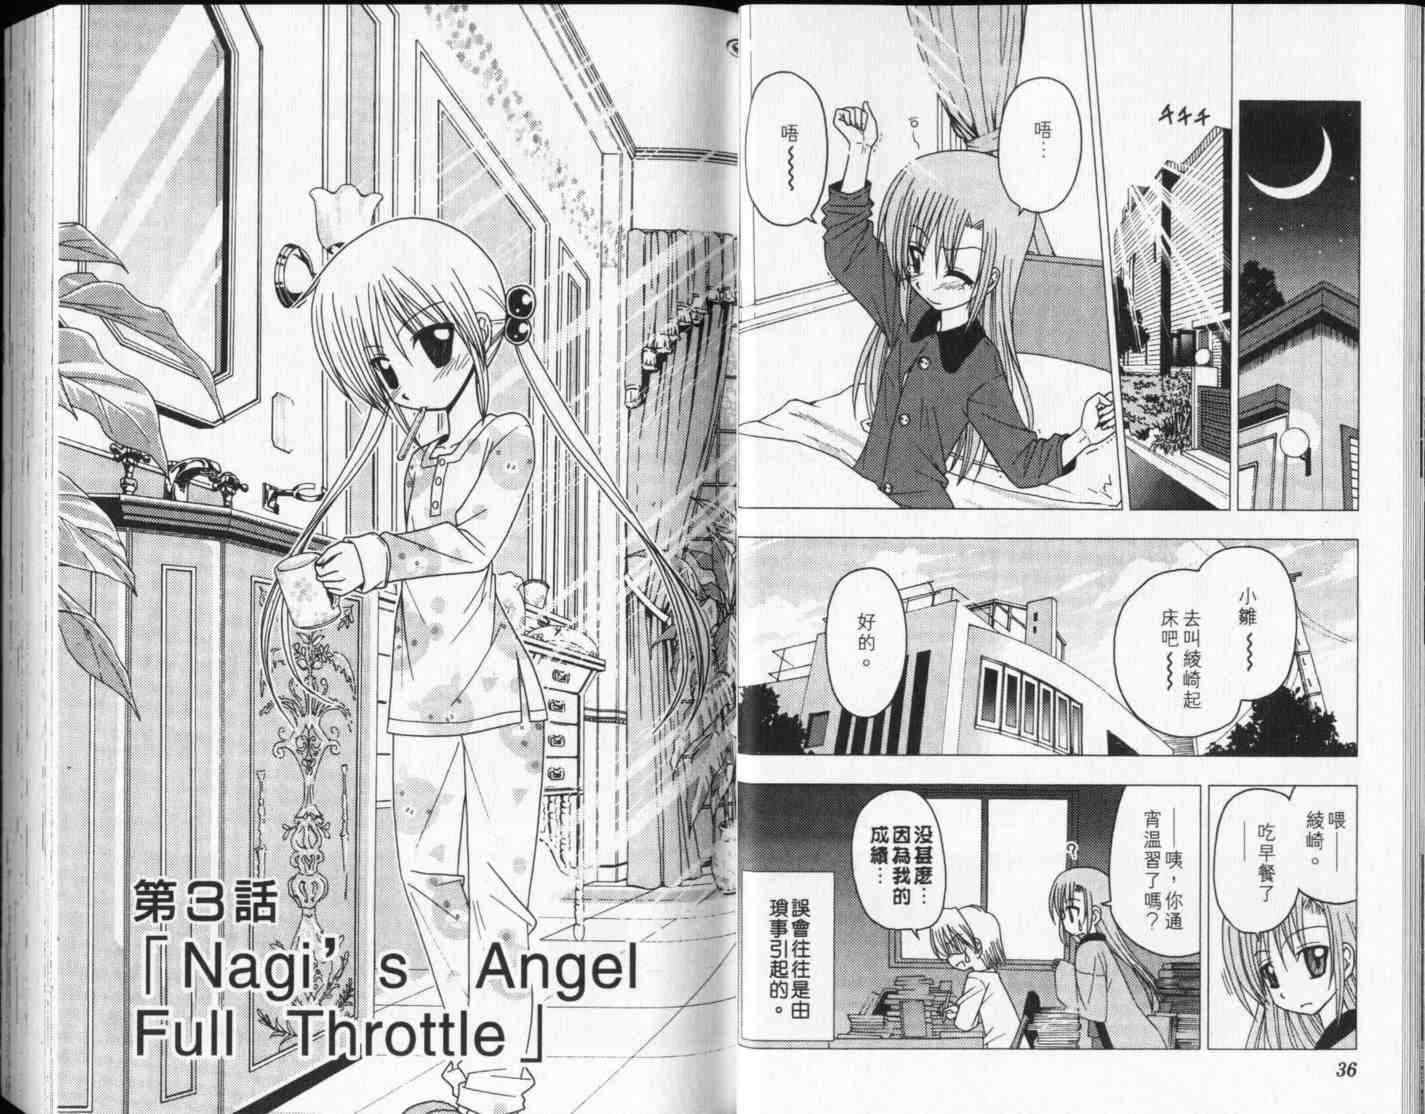 チチチ
唔⋯
唔～～
小雛～～
去叫綾崎起
床吧～～
好的。
喂—
綾崎。
—吃早餐了—
——咦，你通
宵溫習了嗎？
?
沒甚麼⋯
因為我的
成績⋯
誤會往往是由
瑣事引起的。
36
第3話
「Nagi's Angel
Full Throttle」